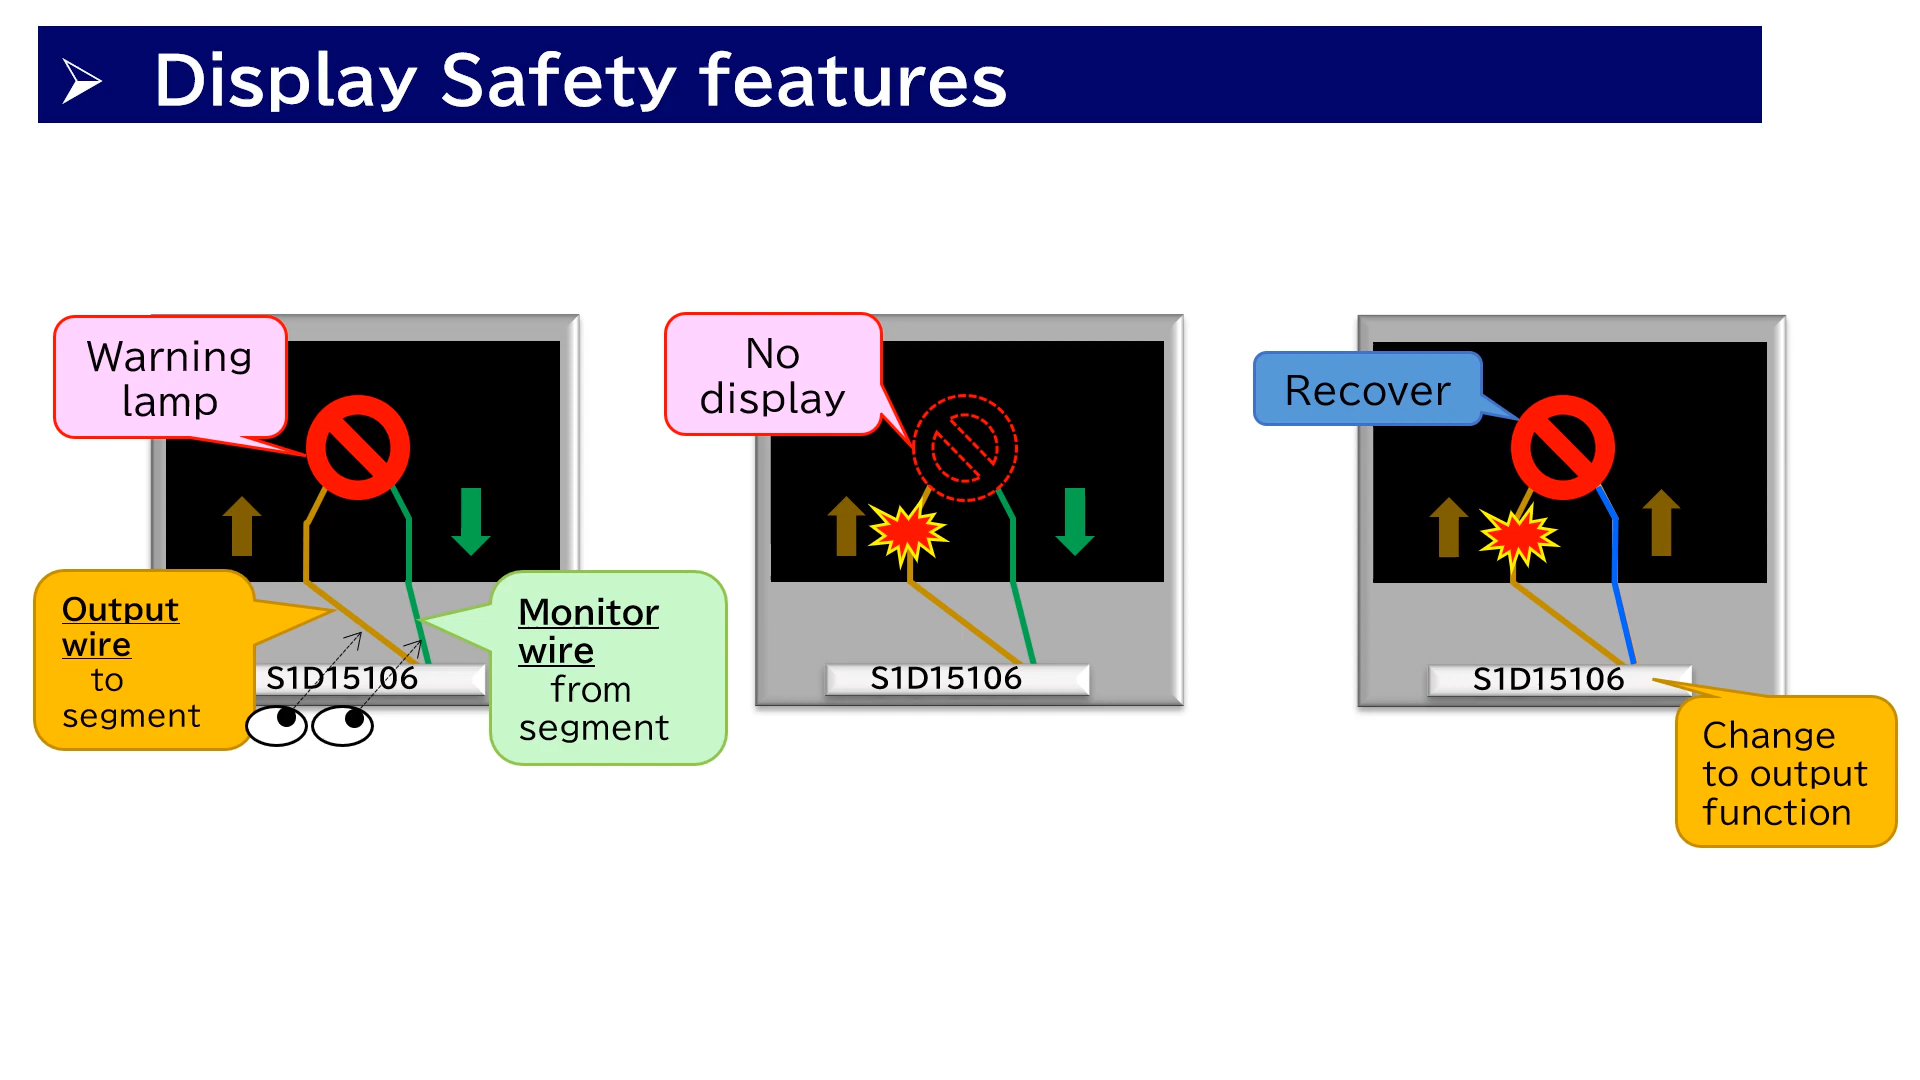 Display Safety features
Warning
lamp
Output
wire
to
segment
S1D15106
Monitor
wire
from
segment
No
display
S1D15106
Recover
S1D15106
Change
to output
function